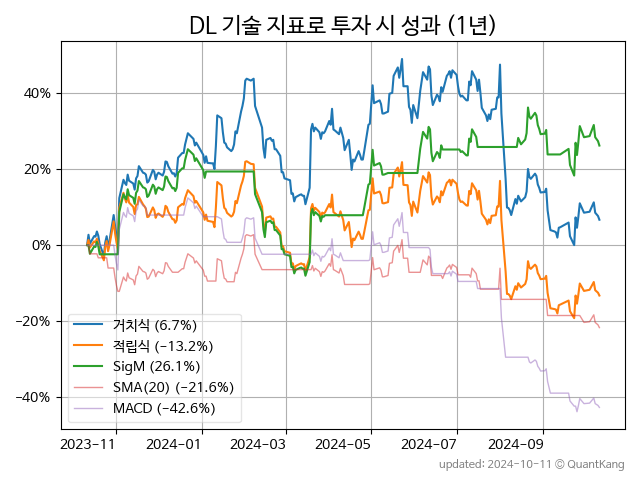 DL 기술 지표로 투자 시 성과 (1년)
40%
20%
0%
−20%
−40%
거치식 (6.7%)
적립식 (−13.2%)
SigM (26.1%)
SMA(20) (−21.6%)
MACD (−42.6%)
2023-11
2024-01
2024-03
2024-05
2024-07
2024-09
updated: 2024-10-11 © QuantKang